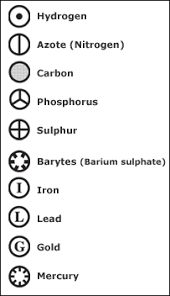 Hydrogen
Azote (Nitrogen)
Carbon
Phosphorus
Sulphur
Barytes (Barium sulphate)
I Iron
L Lead
G Gold
Mercury